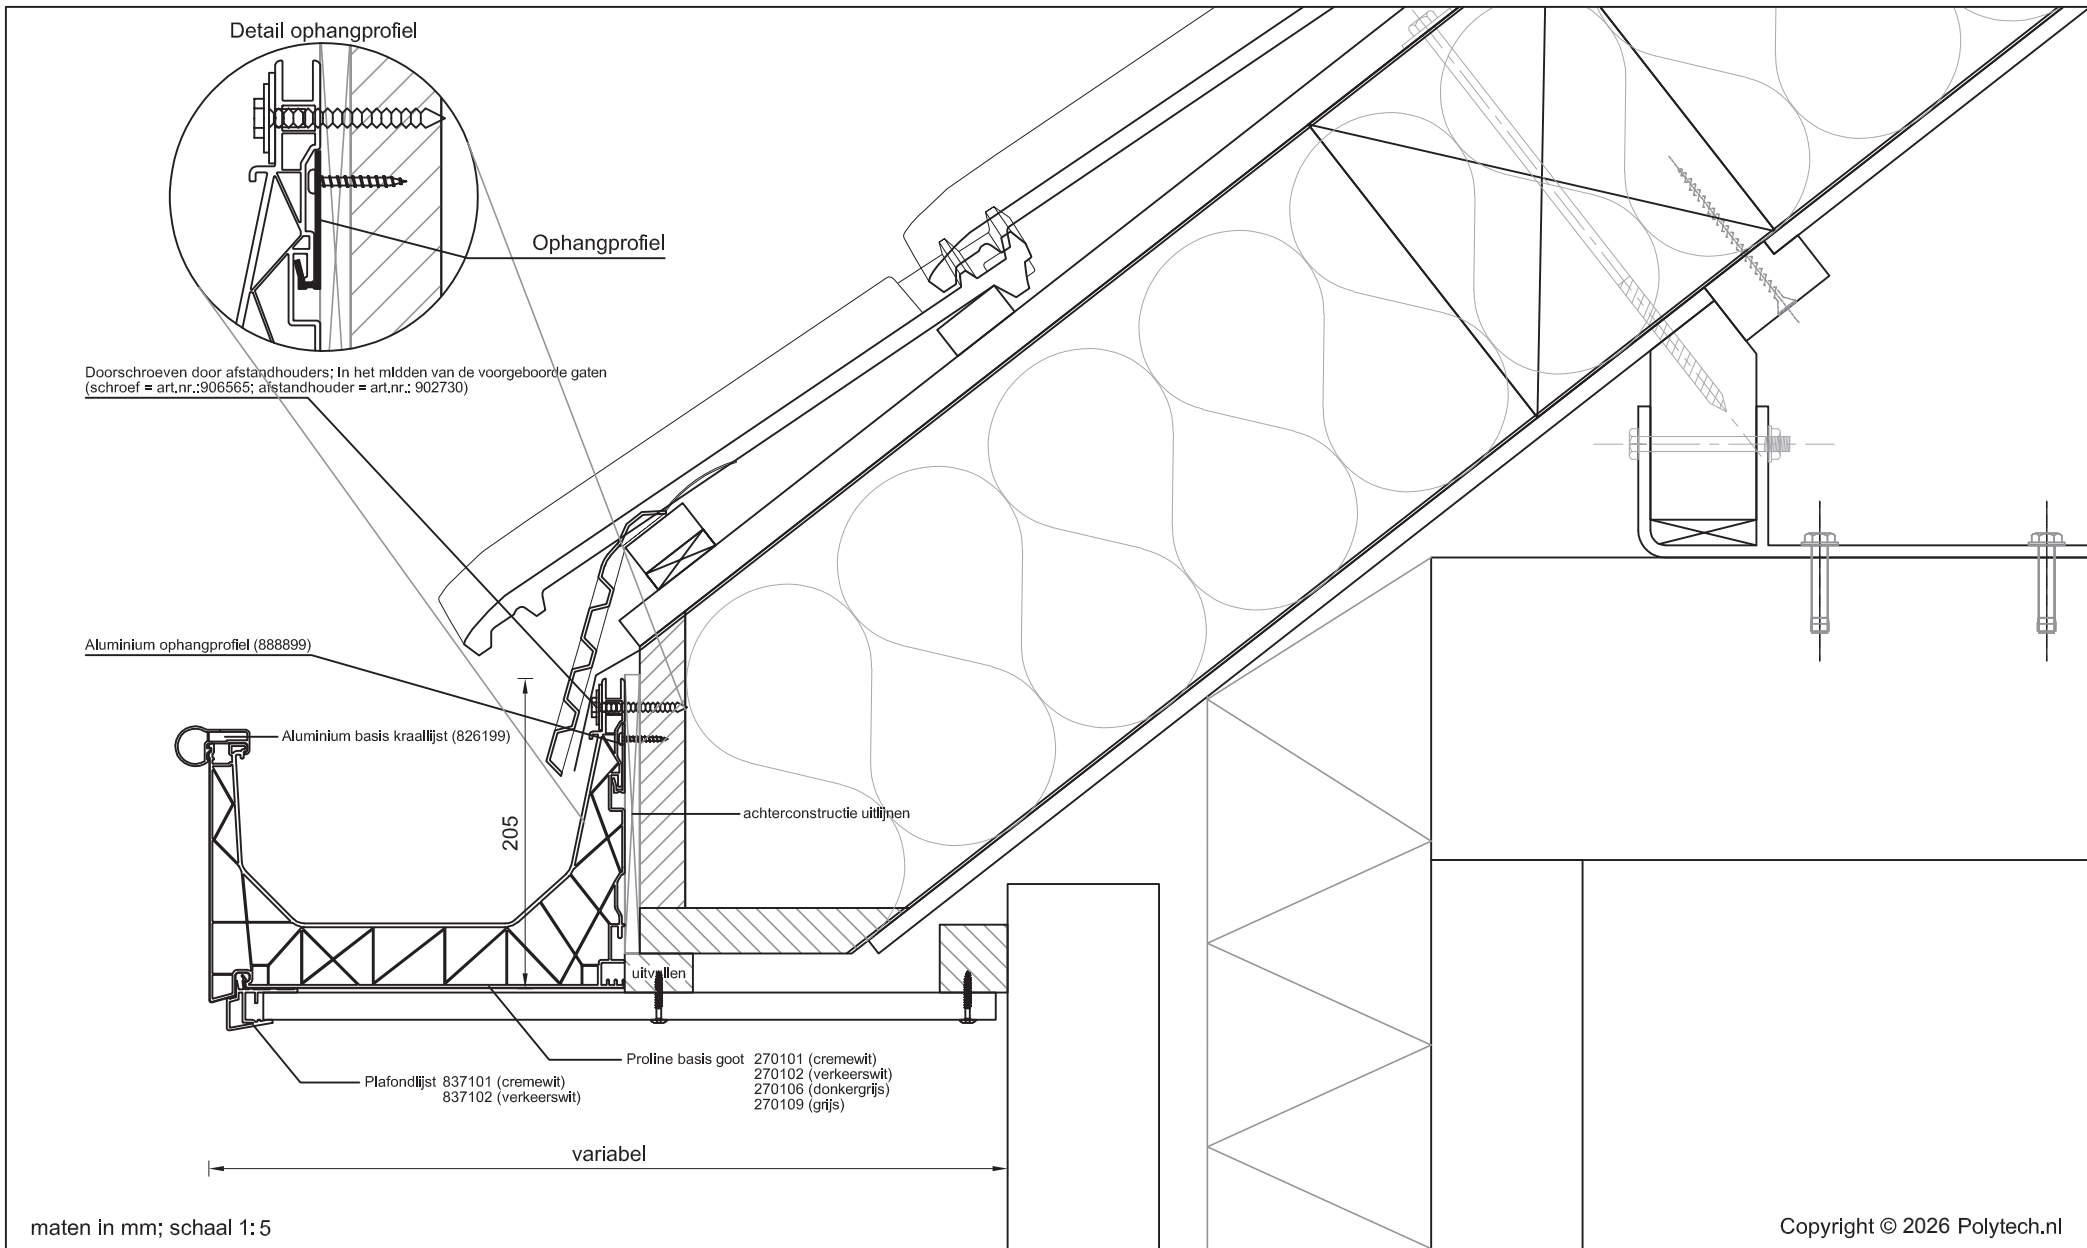 Detail ophangprofiel
Ophangprofiel
Doorschroeven door afstandhouders; In het midden van de voorgeboorde gaten
(schroef = art.nr.:906565; afstandhouder = art.nr.: 902730)
Aluminium ophangprofiel (888899)
Aluminium basis kraallijst (826199)
205
achterconstructie uitlijnen
uitvullen
Proline basis goot 270101 (cremewit)
270102 (verkeerswit)
270106 (donkergrijs)
270109 (grijs)
Plafondlijst 837101 (cremewit)
837102 (verkeerswit)
variabel
maten in mm; schaal 1:5
Copyright © 2026 Polytech.nl